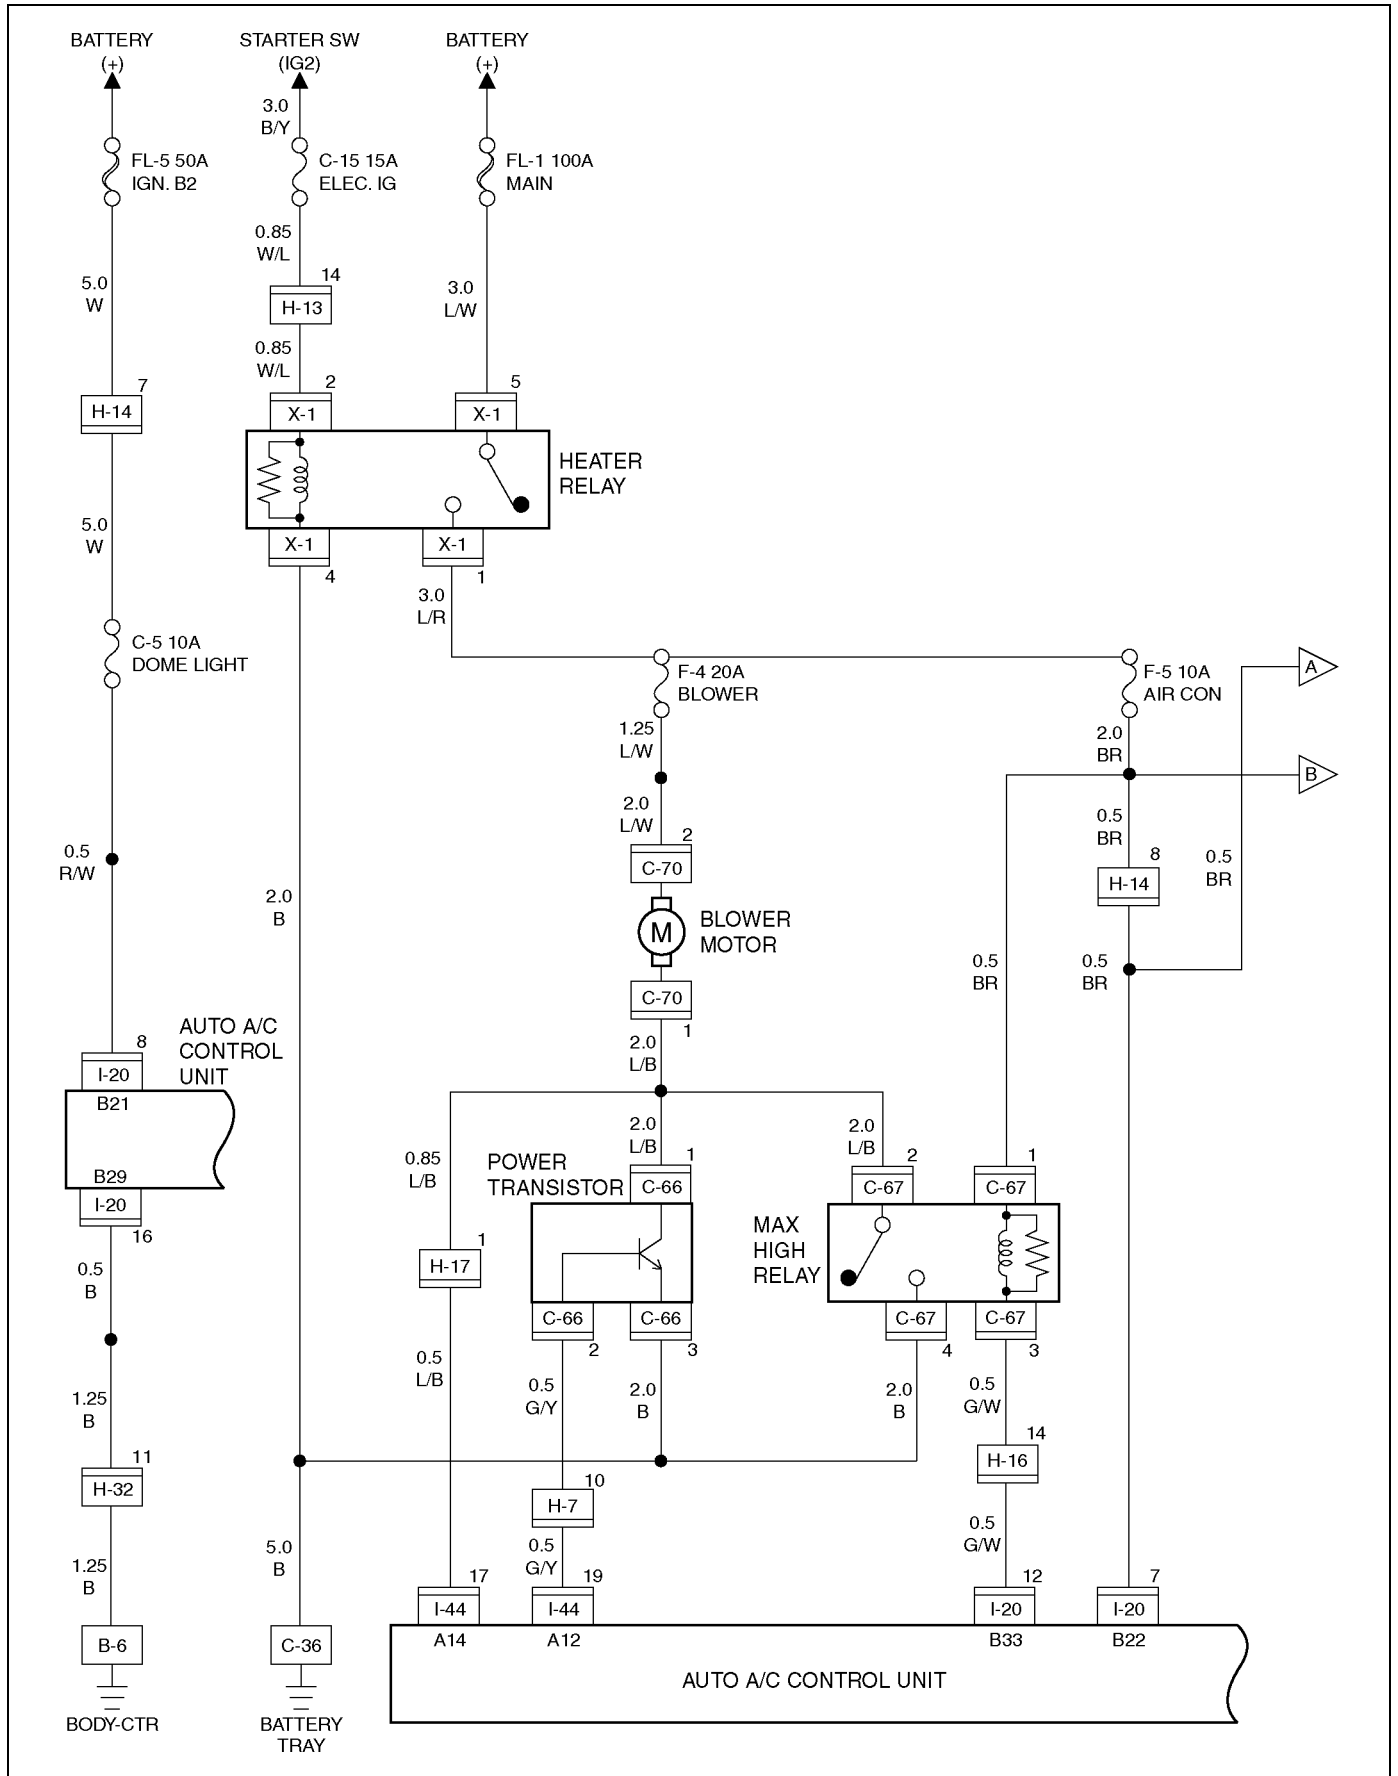 BATTERY
(+)
STARTER SW
(IG2)
BATTERY
(+)
3.0
B/Y
FL-5 50A
IGN. B2
C-15 15A
ELEC. IG
FL-1 100A
MAIN
0.85
W/L
14
H-13
5.0
W
3.0
L/W
0.85
W/L
7
H-14
2
X-1
5
X-1
HEATER
RELAY
5.0
W
X-1
4
X-1
1
3.0
L/R
C-5 10A
DOME LIGHT
F-4 20A
BLOWER
F-5 10A
AIR CON
A
1.25
L/W
2.0
BR
B
2.0
L/W
0.5
BR
2
C-70
8
H-14
0.5
BR
0.5
R/W
2.0
B
M
BLOWER
MOTOR
0.5
BR
0.5
BR
C-70
1
2.0
L/B
AUTO A/C
CONTROL
UNIT
8
I-20
B21
B29
I-20
16
2.0
L/B
2.0
L/B
0.85
L/B
POWER
TRANSISTOR
1
C-66
2
C-67
1
C-67
MAX
HIGH
RELAY
1
H-17
0.5
B
C-66
2
C-66
3
C-67
4
C-67
3
0.5
L/B
0.5
G/Y
2.0
B
2.0
B
0.5
G/W
1.25
B
14
H-16
11
H-32
10
H-7
0.5
G/Y
0.5
G/W
1.25
B
5.0
B
17
I-44
A14
19
I-44
A12
12
I-20
B33
7
I-20
B22
B-6
C-36
AUTO A/C CONTROL UNIT
BODY-CTR
BATTERY
TRAY